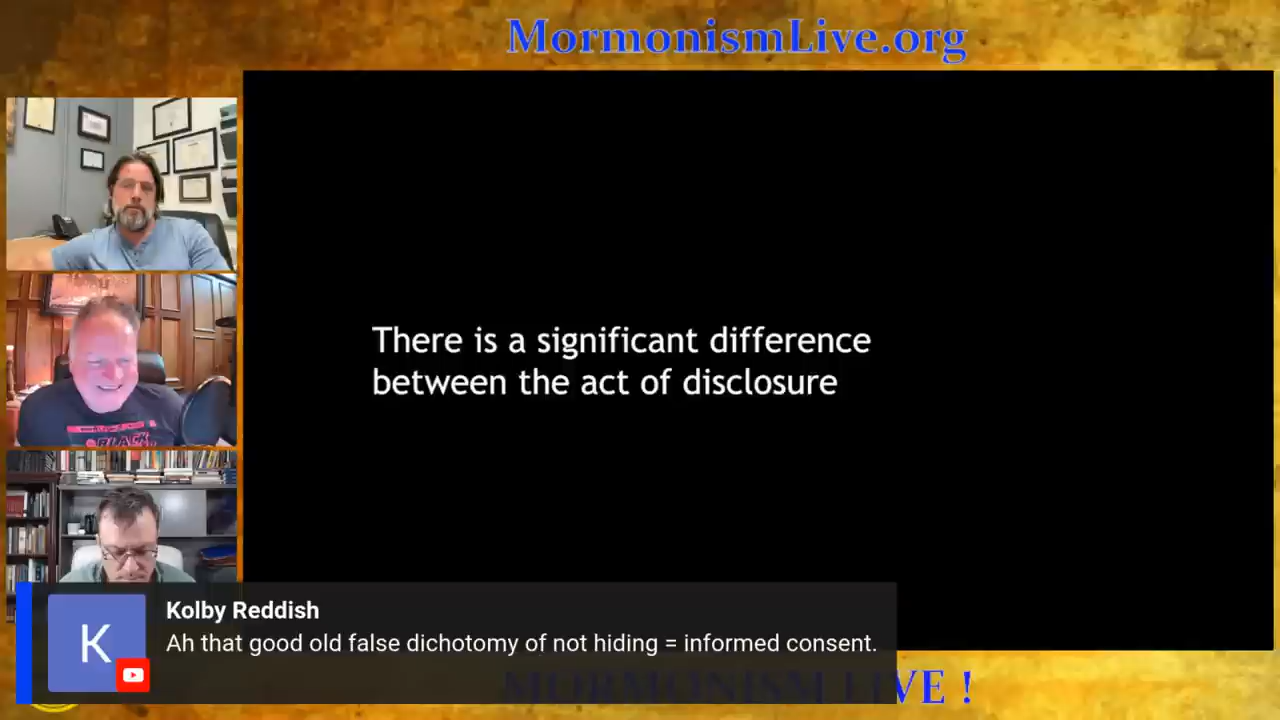 MormonismLive.org
BLACK
There is a significant difference
between the act of disclosure
K
Kolby Reddish
Ah that good old false dichotomy of not hiding = informed consent.
MORMONISM LIVE !